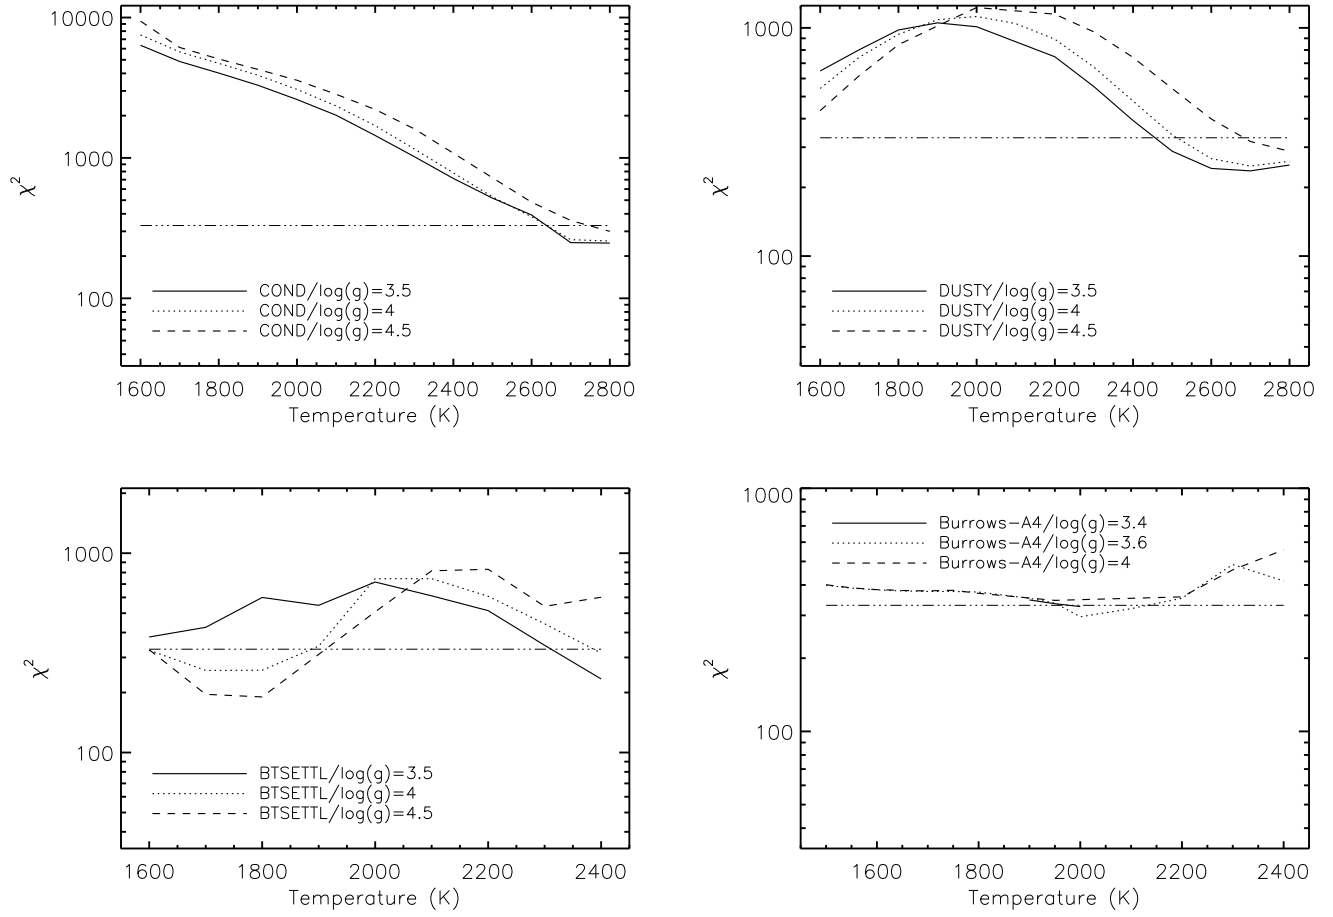 10000
1000
100
χ2
COND/log(g)=3.5
COND/log(g)=4
COND/log(g)=4.5
1600 1800 2000 2200 2400 2600 2800
Temperature (K)
1000
100
χ2
DUSTY/log(g)=3.5
DUSTY/log(g)=4
DUSTY/log(g)=4.5
1600 1800 2000 2200 2400 2600 2800
Temperature (K)
1000
100
χ2
BTSETTL/log(g)=3.5
BTSETTL/log(g)=4
BTSETTL/log(g)=4.5
1600 1800 2000 2200 2400
Temperature (K)
1000
100
χ2
Burrows-A4/log(g)=3.4
Burrows-A4/log(g)=3.6
Burrows-A4/log(g)=4
1600 1800 2000 2200 2400
Temperature (K)